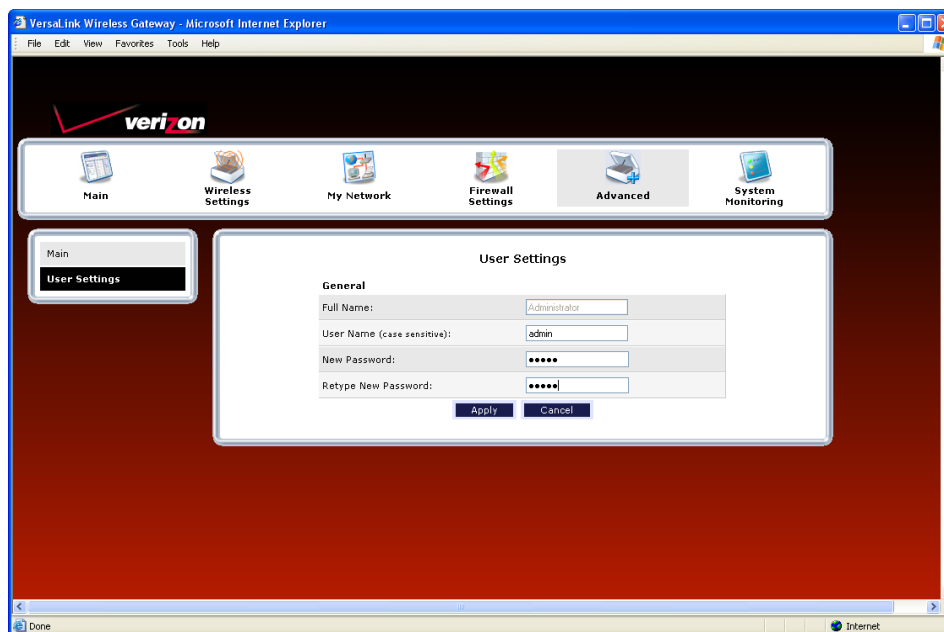 VersaLink Wireless Gateway - Microsoft Internet Explorer
File Edit View Favorites Tools Help
verizon
Main
Wireless Settings
My Network
Firewall Settings
Advanced
System Monitoring
Main
User Settings
User Settings
General
Full Name: Administrator
User Name (case sensitive): admin
New Password: •••••
Retype New Password: •••••
Apply Cancel
Done Internet